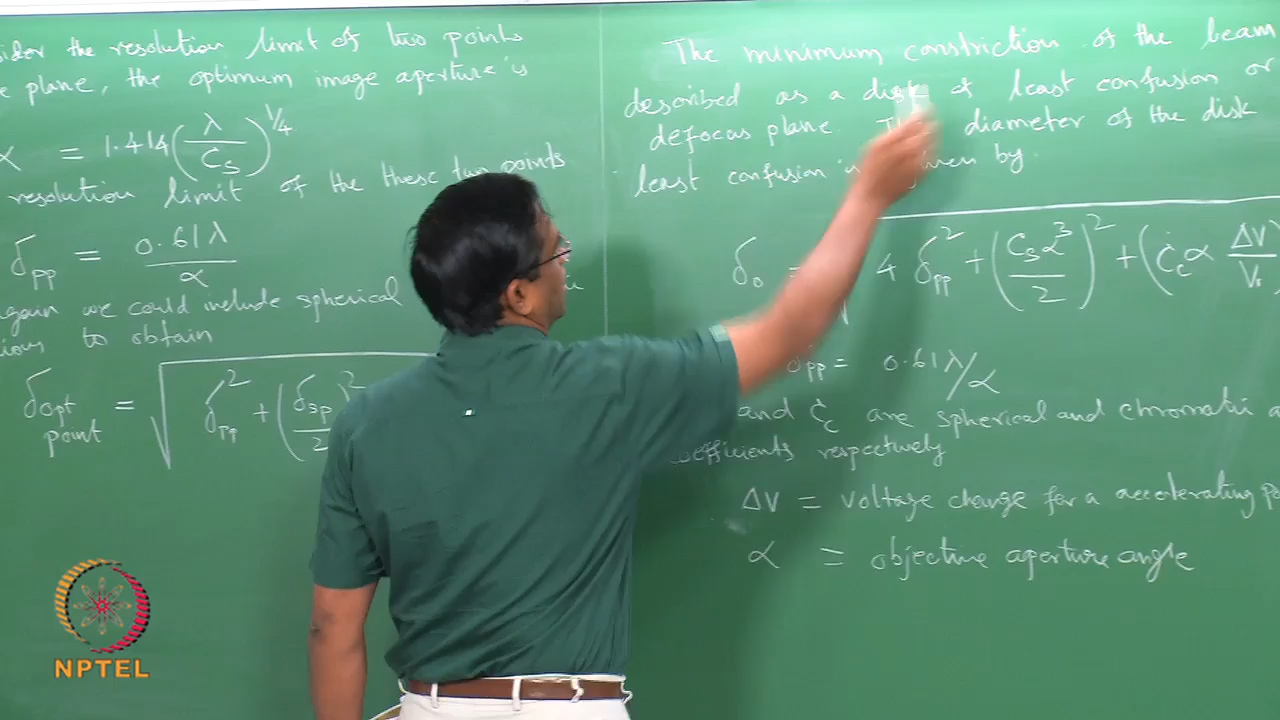 sider the resolution limit of two points
e plane, the optimum image aperture is
α = 1.414 (λ/Cs)^1/4
resolution limit of the these two points
δpp = 0.61λ/α
again we could include spherical
ions to obtain
δopt point = √ δpp² + (δsp/2)²
The minimum constriction of the beam
described as a disk of least confusion or
defocus plane. The diameter of the disk
least confusion is given by.
δ₀ = √ 4 δpp² + (Cs α³/2)² + (Cc α ΔV/V
δpp = 0.61λ/α
and Cc are spherical and chromatic a
coefficients respectively
ΔV = voltage change for a accelerating po
α = objective aperture angle
NPTEL